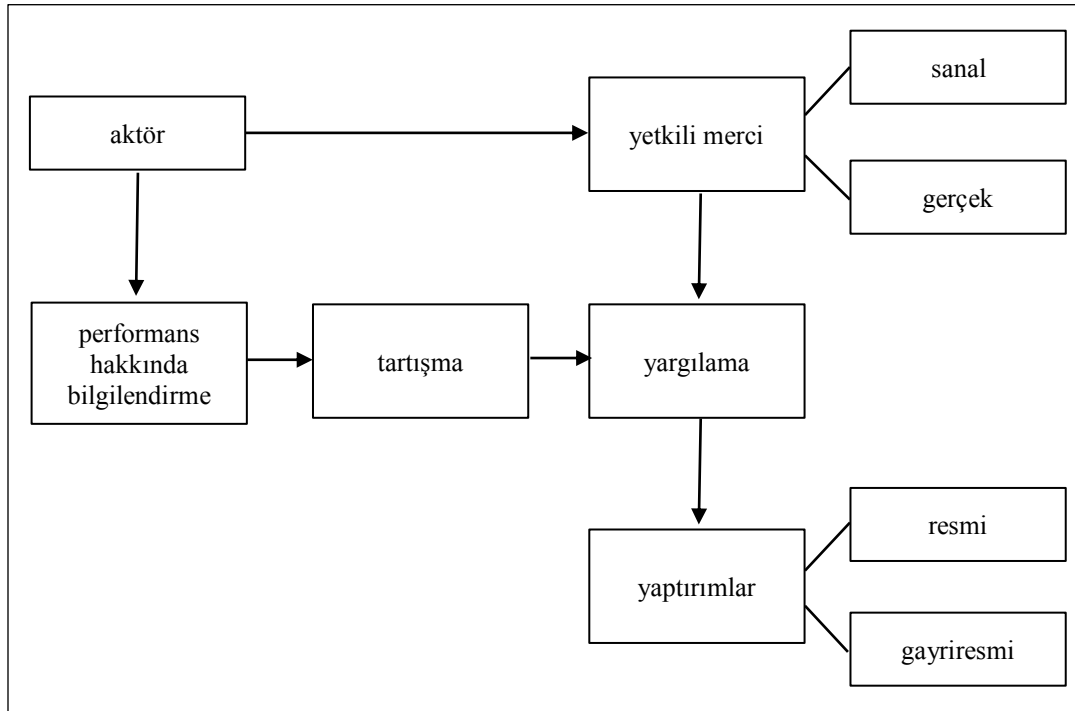 sanal
aktör
yetkili merci
gerçek
performans
hakkında
bilgilendirme
tartışma
yargılama
resmi
yaptırımlar
gayriresmi